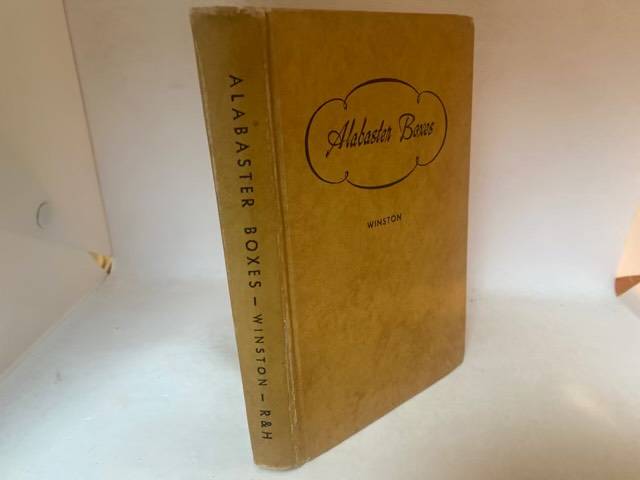 ALABASTER BOXES – WINSTON – R&H
Alabaster Boxes
WINSTON